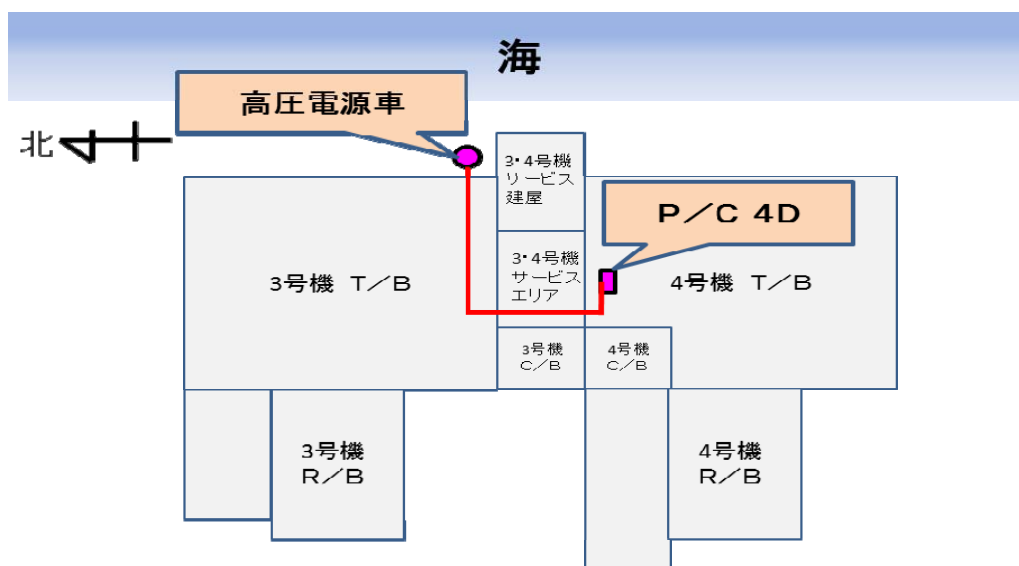 海
高圧電源車
北
3・4号機
サービス
建屋
P/C 4D
3号機 T/B
3・4号機
サービス
エリア
4号機 T/B
3号機
C/B
4号機
C/B
3号機
R/B
4号機
R/B